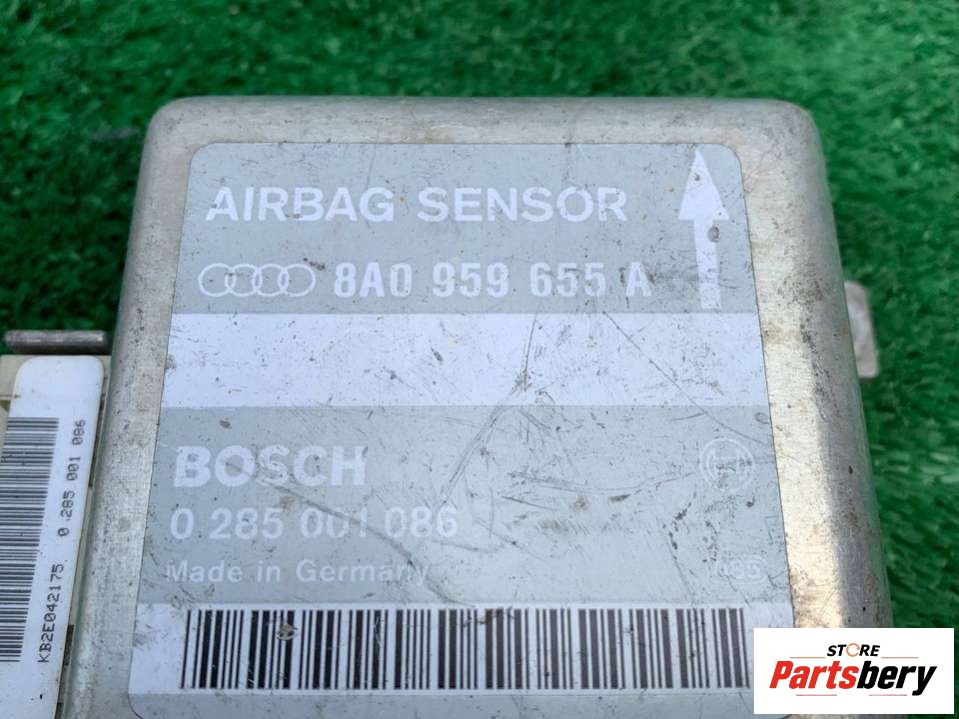 AIRBAG SENSOR
8A0 959 655 A
BOSCH
0 285 001 086
Made in Germany
0 285 001 086
KB2E042175
STORE
Partsbery